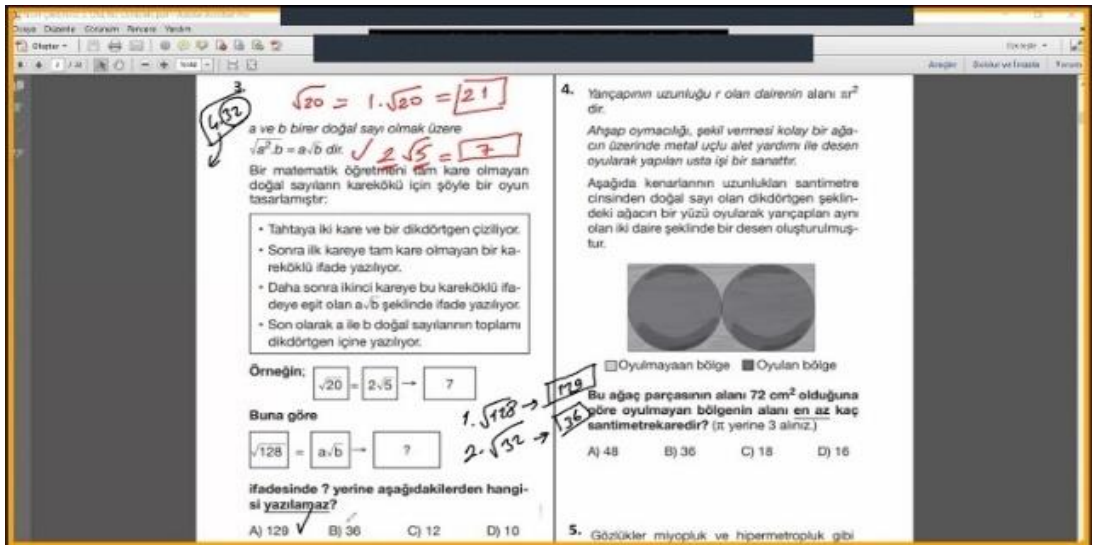 Dosya Düzenle Görünüm Pencere Yardım
Oluştur
Araçlar
Yorum
3.
√20 = 1.√20 = 21
4.32
a ve b birer doğal sayı olmak üzere
√a².b = a√b dir. ✓ 2√5 = 7
Bir matematik öğretmeni tam kare olmayan
doğal sayıların karekökü için şöyle bir oyun
tasarlamıştır:
• Tahtaya iki kare ve bir dikdörtgen çiziliyor.
• Sonra ilk kareye tam kare olmayan bir ka-
reköklü ifade yazılıyor.
• Daha sonra ikinci kareye bu kareköklü ifa-
deye eşit olan a√b şeklinde ifade yazılıyor.
• Son olarak a ile b doğal sayılarının toplamı
dikdörtgen içine yazılıyor.
Örneğin;
√20 = 2√5 → 7
Buna göre
√128 = a√b → ?
1.√128 → 129
2.√32 → 36
ifadesinde ? yerine aşağıdakilerden hangi-
si yazılamaz?
A) 129 ✓ B) 36 C) 12 D) 10
4. Yarıçapının uzunluğu r olan dairenin alanı πr²
dir.
Ahşap oymacılığı, şekil vermesi kolay bir ağa-
cın üzerinde metal uçlu alet yardımı ile desen
oyularak yapılan usta işi bir sanattır.
Aşağıda kenarlarının uzunlukları santimetre
cinsinden doğal sayı olan dikdörtgen şeklin-
deki ağacın bir yüzü oyularak yarıçapları aynı
olan iki daire şeklinde bir desen oluşturulmuş-
tur.
Oyulmayaan bölge Oyulan bölge
Bu ağaç parçasının alanı 72 cm² olduğuna
göre oyulmayan bölgenin alanı en az kaç
santimetrekaredir? (π yerine 3 alınız.)
A) 48 B) 36 C) 18 D) 16
5. Gözlükler miyopluk ve hipermetropluk gibi